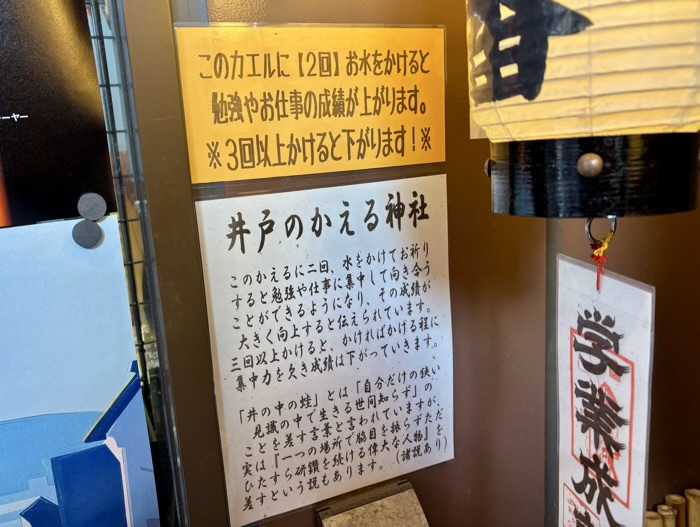 このカエルに【2回】お水をかけると
勉強やお仕事の成績が上がります。
※3回以上かけると下がります！※
井戸のかえる神社
このかえるに二回、水をかけてお祈り
すると勉強や仕事に集中して向き合う
ことができるようになり、その成績が
大きく向上すると伝えられています。
三回以上かけると、かければかける程に
集中力を欠き成績は下がっていきます。
「井の中の蛙」とは「自分だけの狭い
見識の中で生きる世間知らず」の
ことを差す言葉と言われていますが、
実は『一つの場所で脇目を振らずただ
ひたすら研鑽を続ける偉大な人物』を
差すという説もあります。（諸説あり）
学業成
ーヤー